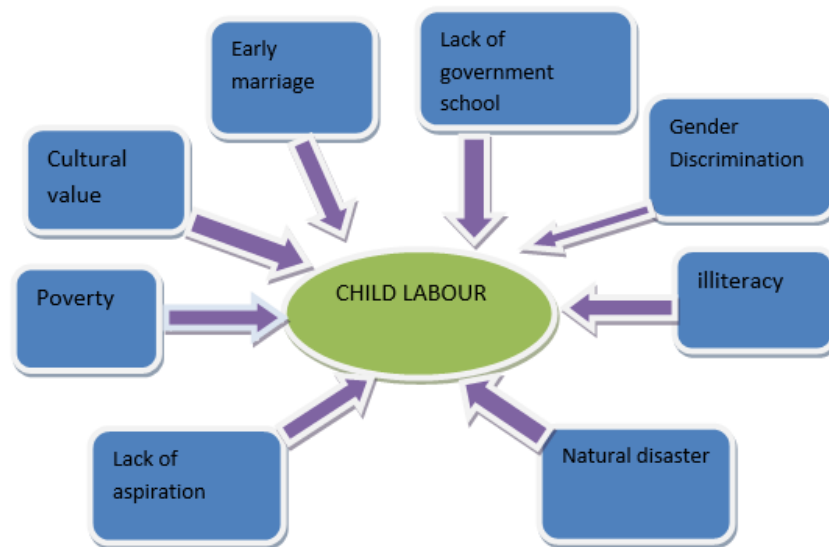 Early
marriage
Lack of
government
school
Gender
Discrimination
Cultural
value
Poverty
CHILD LABOUR
illiteracy
Lack of
aspiration
Natural disaster